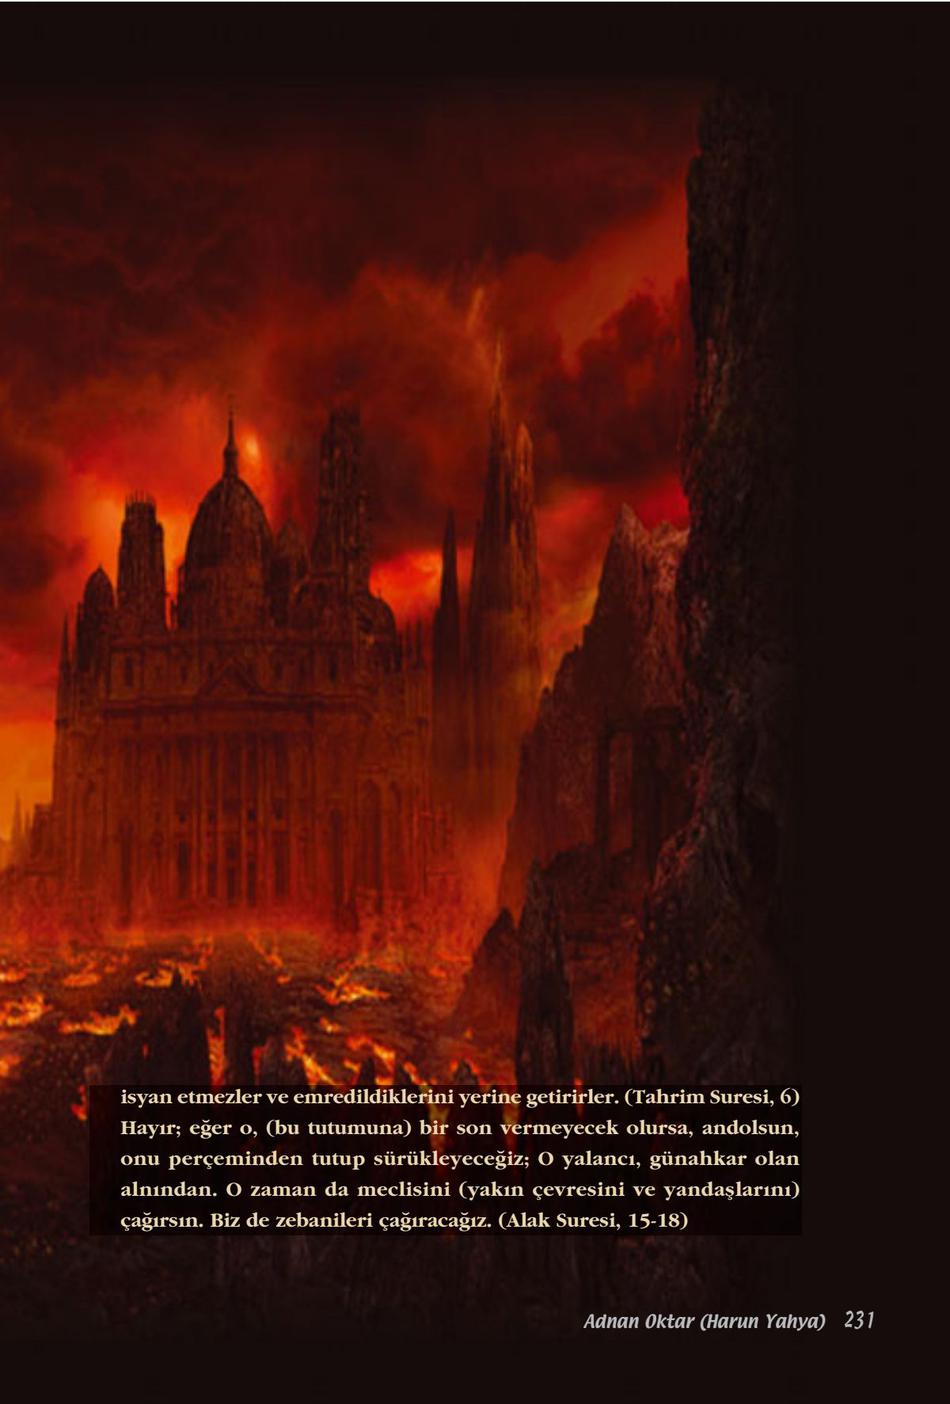 isyan etmezler ve emredildiklerini yerine getirirler. (Tahrim Suresi, 6)
Hayır; eğer o, (bu tutumuna) bir son vermeyecek olursa, andolsun,
onu perçeminden tutup sürükleyeceğiz; O yalancı, günahkar olan
alnından. O zaman da meclisini (yakın çevresini ve yandaşlarını)
çağırsın. Biz de zebanileri çağıracağız. (Alak Suresi, 15-18)
Adnan Oktar (Harun Yahya) 231